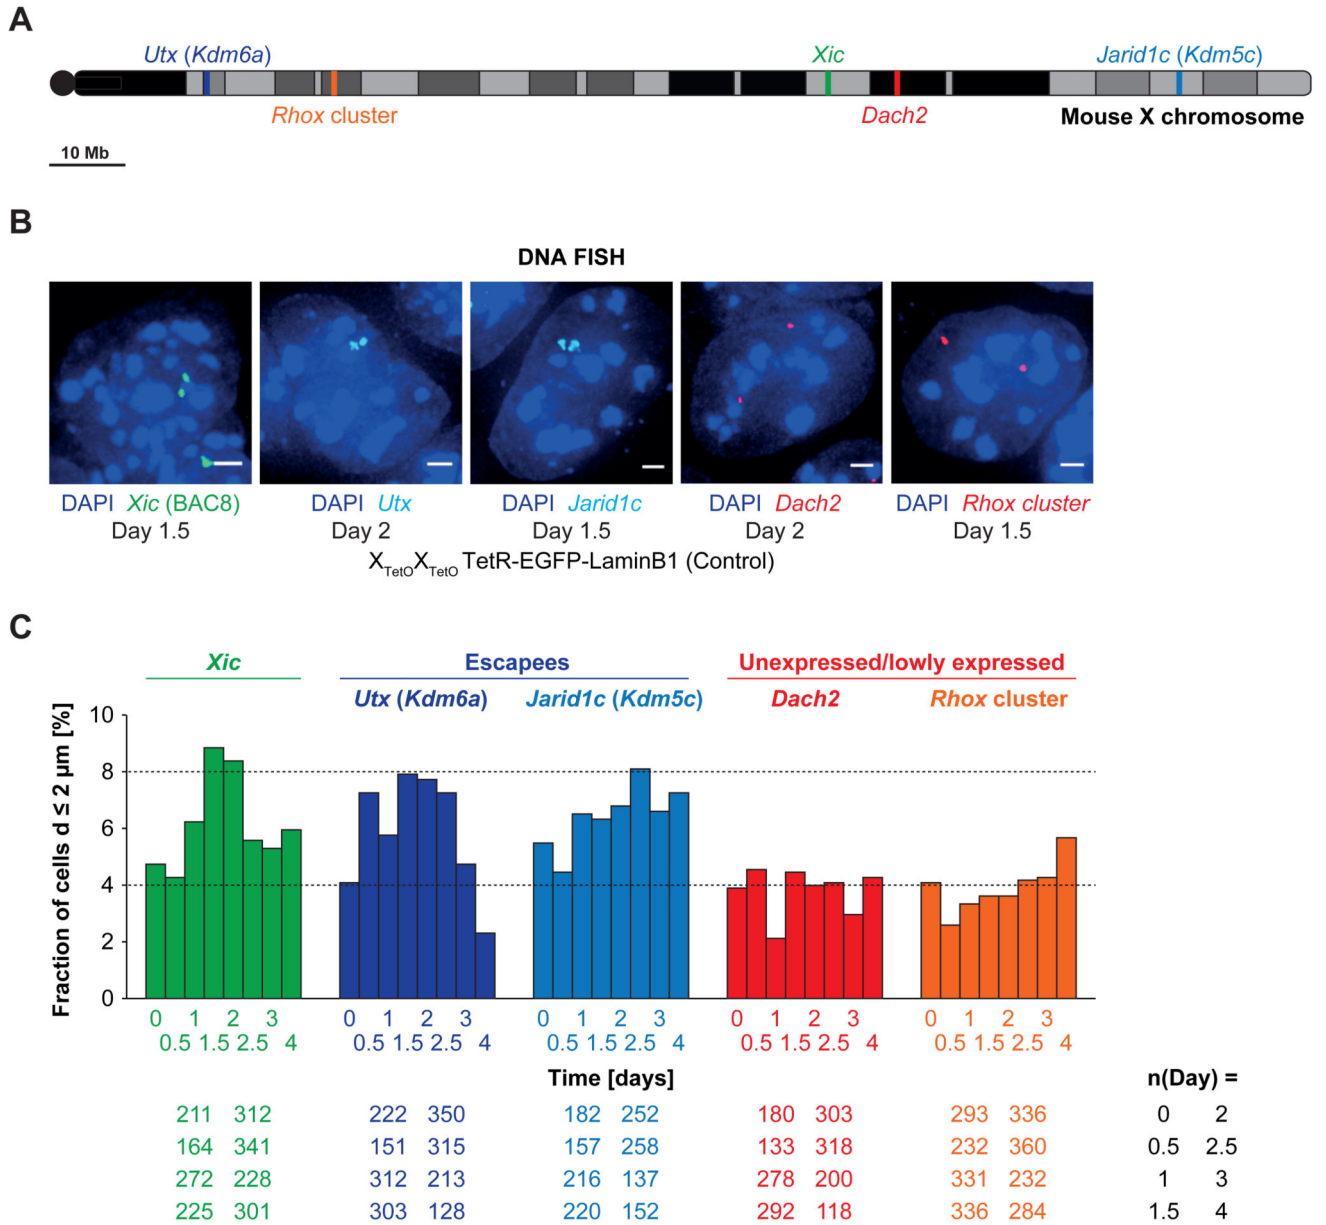 A
Utx (Kdm6a)
Xic
Jarid1c (Kdm5c)
Rhox cluster
Dach2
Mouse X chromosome
10 Mb
B
DNA FISH
DAPI Xic (BAC8)
DAPI Utx
DAPI Jarid1c
DAPI Dach2
DAPI Rhox cluster
Day 1.5
Day 2
Day 1.5
Day 2
Day 1.5
XTetOXTetO TetR-EGFP-LaminB1 (Control)
C
Xic
Escapees
Unexpressed/lowly expressed
Utx (Kdm6a)
Jarid1c (Kdm5c)
Dach2
Rhox cluster
Fraction of cells d ≤ 2 µm [%]
10
8
6
4
2
0
0 1 2 3 0 1 2 3 0 1 2 3 0 1 2 3 0 1 2 3
0.5 1.5 2.5 4 0.5 1.5 2.5 4 0.5 1.5 2.5 4 0.5 1.5 2.5 4 0.5 1.5 2.5 4
Time [days]
n(Day) =
211 312 222 350 182 252 180 303 293 336 0 2
164 341 151 315 157 258 133 318 232 360 0.5 2.5
272 228 312 213 216 137 278 200 331 232 1 3
225 301 303 128 220 152 292 118 336 284 1.5 4